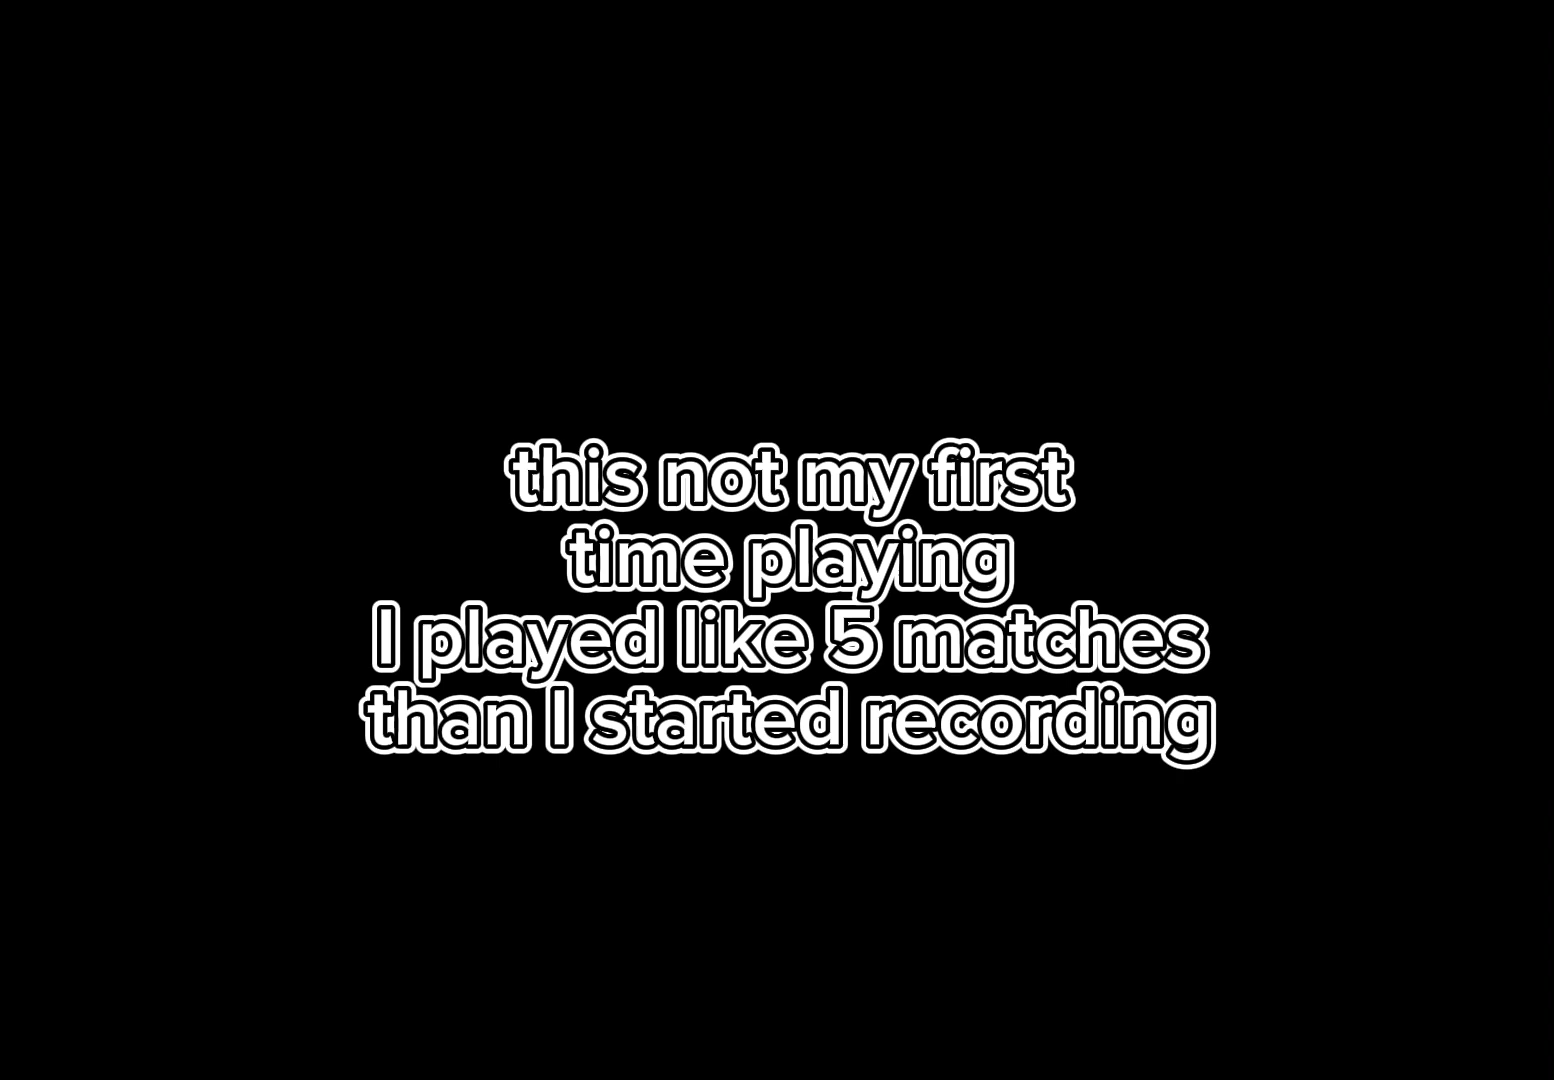 this not my first
time playing
I played like 5 matches
than I started recording